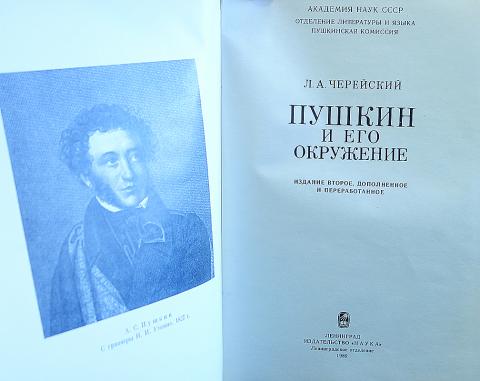 А. С. Пушкин
С гравюры Н. И. Уткина. 1827 г.
АКАДЕМИЯ НАУК СССР
ОТДЕЛЕНИЕ ЛИТЕРАТУРЫ И ЯЗЫКА
ПУШКИНСКАЯ КОМИССИЯ
Л. А. ЧЕРЕЙСКИЙ
ПУШКИН
И ЕГО
ОКРУЖЕНИЕ
ИЗДАНИЕ ВТОРОЕ, ДОПОЛНЕННОЕ
И ПЕРЕРАБОТАННОЕ
ЛЕНИНГРАД
ИЗДАТЕЛЬСТВО «НАУКА»
Ленинградское отделение